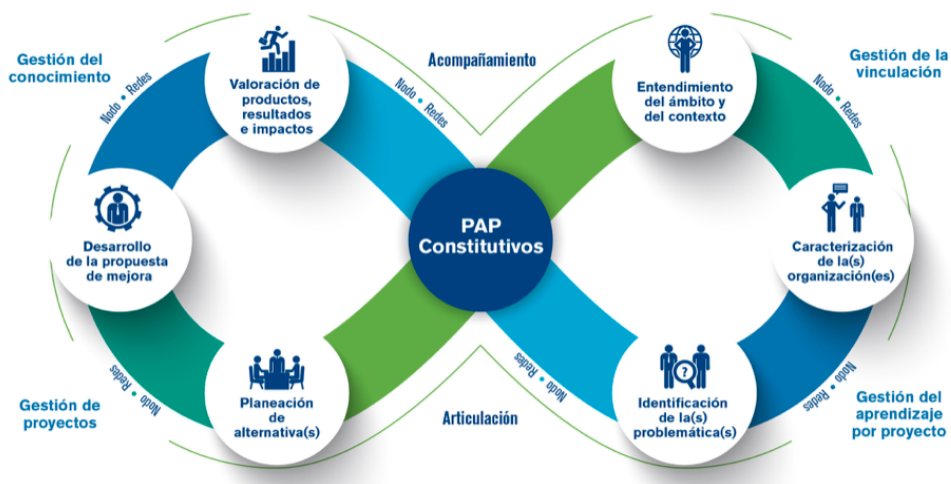 Gestión del
conocimiento
Nodo • Redes
Valoración de
productos,
resultados
e impactos
Nodo • Redes
Acompañamiento
Entendimiento
del ámbito y
del contexto
Nodo • Redes
Gestión de la
vinculación
Desarrollo
de la propuesta
de mejora
PAP
Constitutivos
Caracterización
de la(s)
organización(es)
?
Gestión de
proyectos
Nodo • Redes
Planeación
de
alternativa(s)
Articulación
Nodo • Redes
Identificación
de la(s)
problemática(s)
Nodo • Redes
Gestión del
aprendizaje
por proyecto